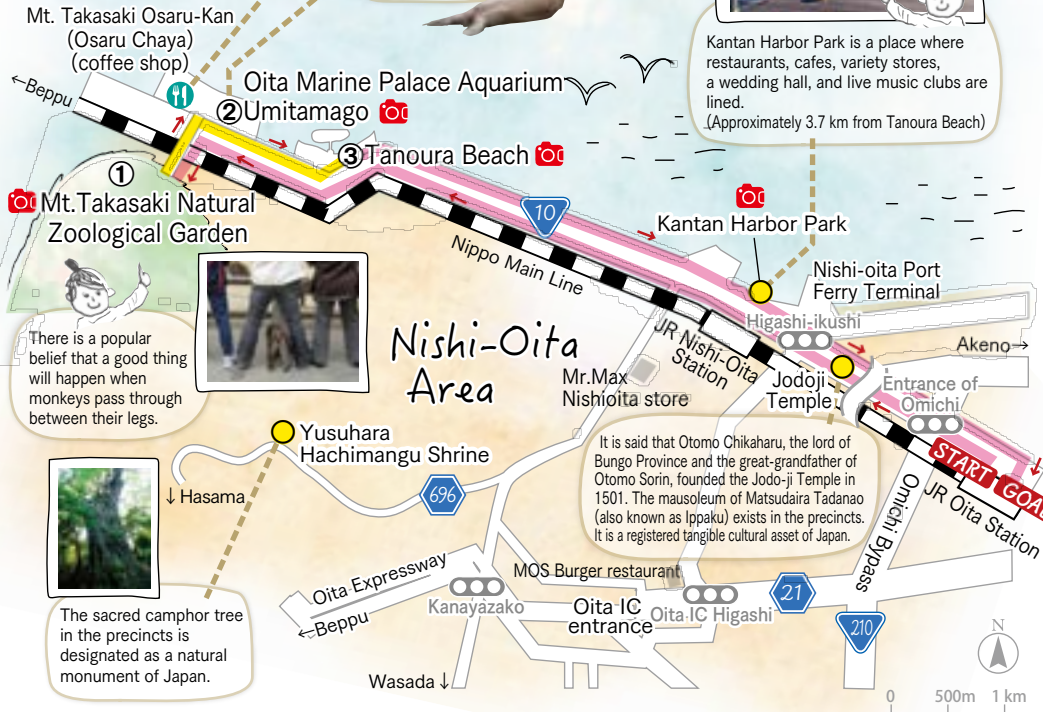 Mt. Takasaki Osaru-Kan
(Osaru Chaya)
(coffee shop)
←Beppu
Oita Marine Palace Aquarium
②Umitamago
③Tanoura Beach
①
Mt.Takasaki Natural
Zoological Garden
Kantan Harbor Park is a place where
restaurants, cafes, variety stores,
a wedding hall, and live music clubs are
lined.
(Approximately 3.7 km from Tanoura Beach)
10
Kantan Harbor Park
Nippo Main Line
Nishi-oita Port
Ferry Terminal
Higashi-ikushi
JR Nishi-Oita
Station
Akeno→
Jodoji
Temple
Entrance of
Omichi
START
GOAL
JR Oita Station
There is a popular
belief that a good thing
will happen when
monkeys pass through
between their legs.
Nishi-Oita
Area
Mr.Max
Nishioita store
Yusuhara
Hachimangu Shrine
↓Hasama
696
It is said that Otomo Chikaharu, the lord of
Bungo Province and the great-grandfather of
Otomo Sorin, founded the Jodo-ji Temple in
1501. The mausoleum of Matsudaira Tadanao
(also known as Ippaku) exists in the precincts.
It is a registered tangible cultural asset of Japan.
Omichi Bypass
Oita Expressway
←Beppu
MOS Burger restaurant
Kanayazako
Oita IC
entrance
Oita IC Higashi
21
210
The sacred camphor tree
in the precincts is
designated as a natural
monument of Japan.
Wasada↓
N
0 500m 1 km